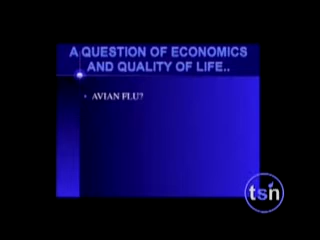 A QUESTION OF ECONOMICS
AND QUALITY OF LIFE..
AVIAN FLU?
tsn